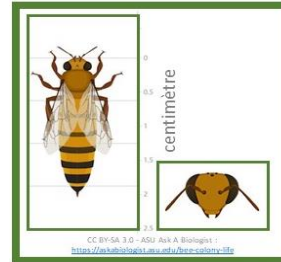 0
0.5
1
1.5
2
2.5
centimètre
CC BY-SA 3.0 - ASU Ask A Biologist :
https://askabiologist.asu.edu/bee-colony-life